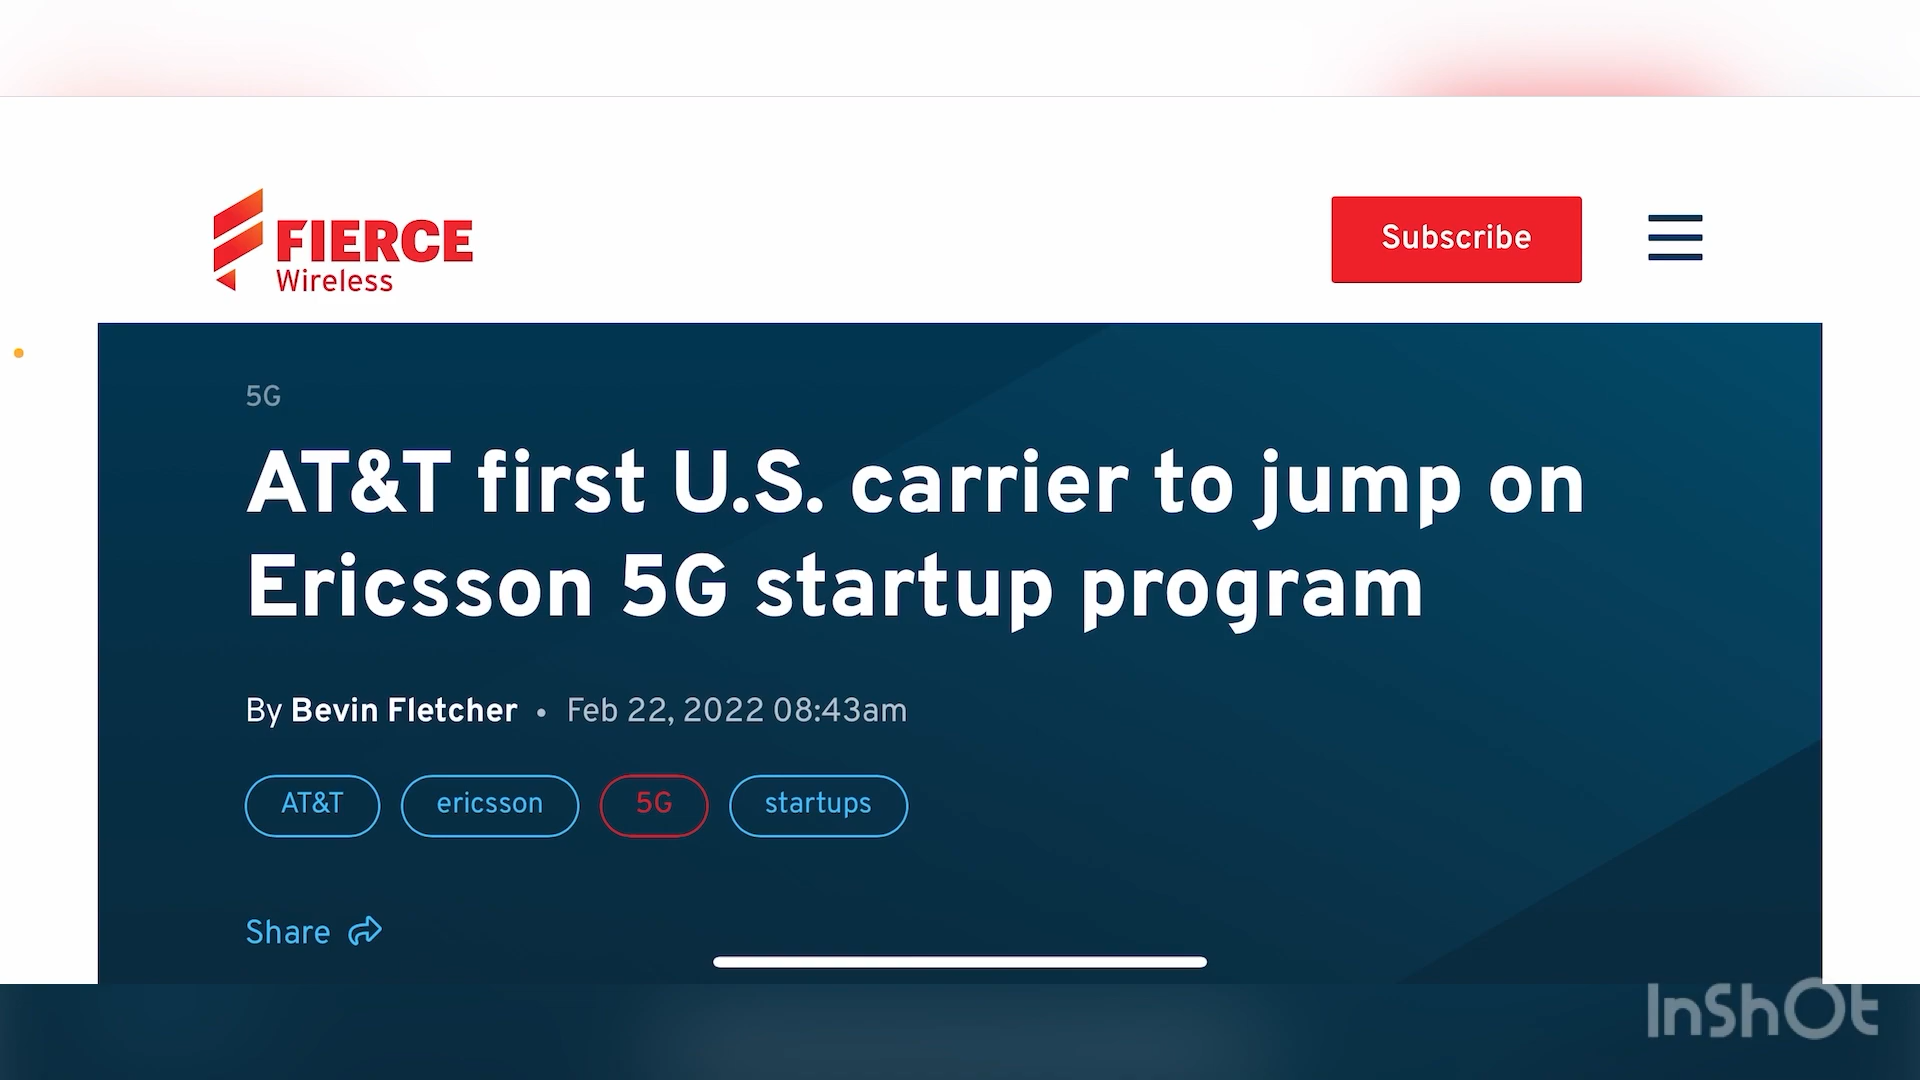 FIERCE
Wireless
Subscribe
5G
AT&T first U.S. carrier to jump on
Ericsson 5G startup program
By Bevin Fletcher • Feb 22, 2022 08:43am
AT&T ericsson 5G startups
Share
InShOt